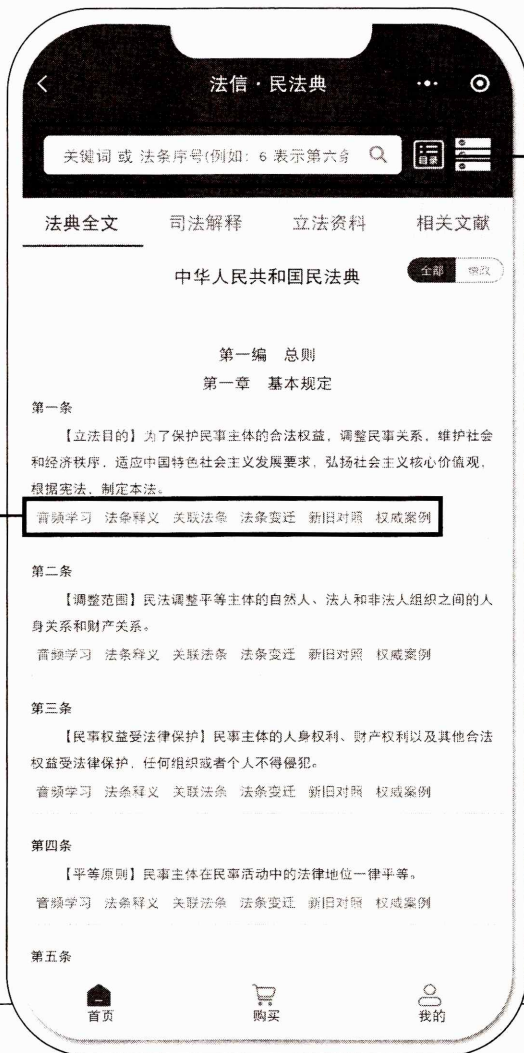 法信·民法典
关键词 或 法条序号(例如：6 表示第六条
目录
法典全文 司法解释 立法资料 相关文献
中华人民共和国民法典
全部 修改
第一编 总则
第一章 基本规定
第一条
【立法目的】为了保护民事主体的合法权益，调整民事关系，维护社会
和经济秩序，适应中国特色社会主义发展要求，弘扬社会主义核心价值观，
根据宪法，制定本法。
音频学习 法条释义 关联法条 法条变迁 新旧对照 权威案例
第二条
【调整范围】民法调整平等主体的自然人、法人和非法人组织之间的人
身关系和财产关系。
音频学习 法条释义 关联法条 法条变迁 新旧对照 权威案例
第三条
【民事权益受法律保护】民事主体的人身权利、财产权利以及其他合法
权益受法律保护，任何组织或者个人不得侵犯。
音频学习 法条释义 关联法条 法条变迁 新旧对照 权威案例
第四条
【平等原则】民事主体在民事活动中的法律地位一律平等。
音频学习 法条释义 关联法条 法条变迁 新旧对照 权威案例
第五条
首页 购买 我的